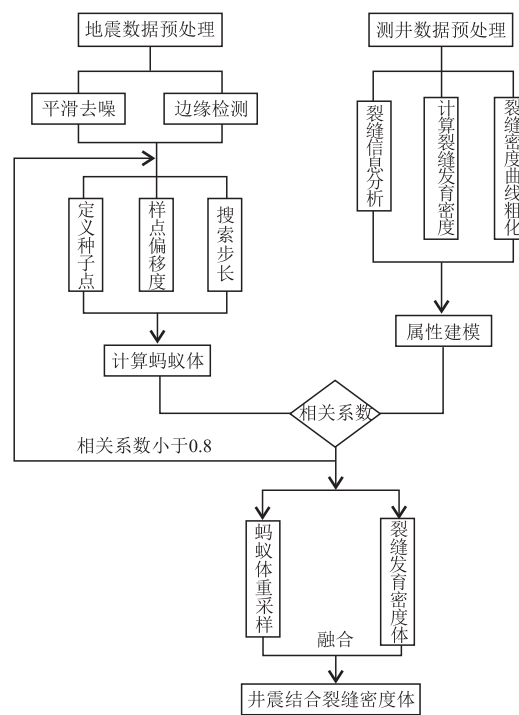 地震数据预处理
测井数据预处理
平滑去噪
边缘检测
裂缝信息分析
计算裂缝发育密度
裂缝密度曲线粗化
定义种子点
样点偏移度
搜索步长
属性建模
计算蚂蚁体
相关系数
相关系数小于0.8
蚂蚁体重采样
裂缝发育密度体
融合
井震结合裂缝密度体